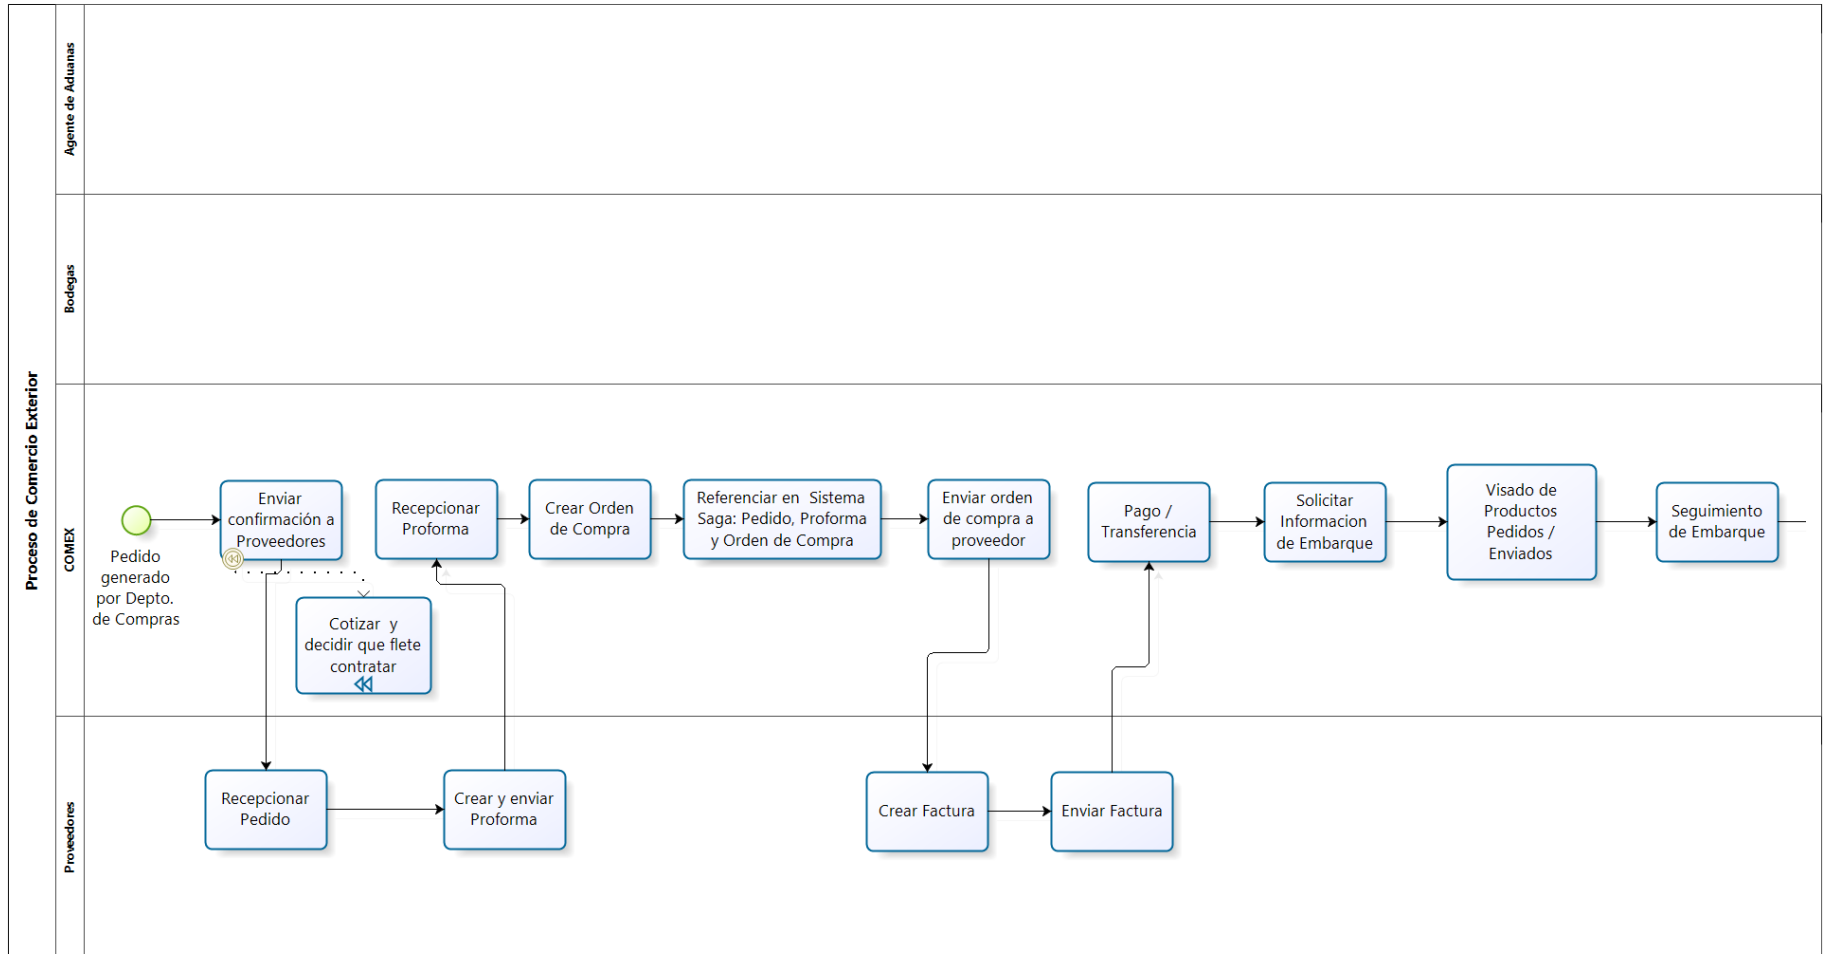 Proceso de Comercio Exterior
Agente de Aduanas
Bodegas
COMEX
Proveedores
Pedido
generado
por Depto.
de Compras
Enviar
confirmación a
Proveedores
Cotizar y
decidir que flete
contratar
Recepcionar
Proforma
Crear Orden
de Compra
Referenciar en Sistema
Saga: Pedido, Proforma
y Orden de Compra
Enviar orden
de compra a
proveedor
Pago /
Transferencia
Solicitar
Informacion
de Embarque
Visado de
Productos
Pedidos /
Enviados
Seguimiento
de Embarque
Recepcionar
Pedido
Crear y enviar
Proforma
Crear Factura
Enviar Factura